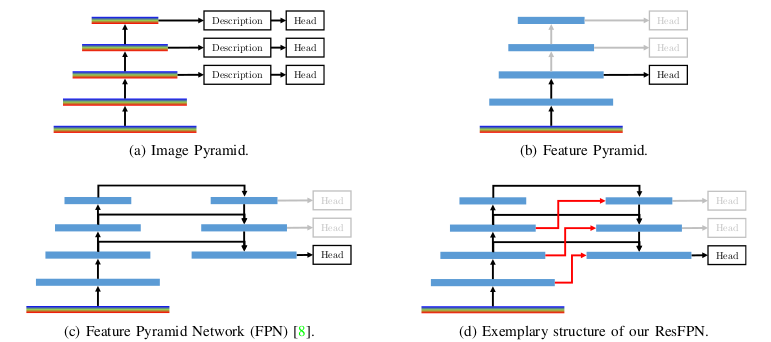 Description Head
Description Head
Description Head
(a) Image Pyramid.
Head
Head
Head
(b) Feature Pyramid.
Head
Head
Head
(c) Feature Pyramid Network (FPN) [8].
Head
Head
Head
(d) Exemplary structure of our ResFPN.